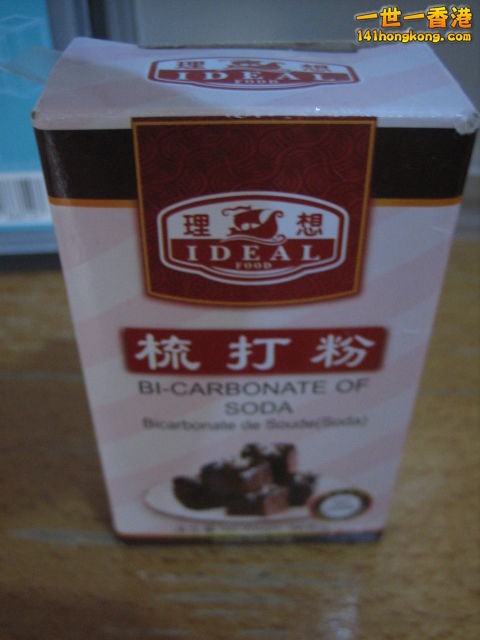 一世一香港
141hongkong.com
理 想
IDEAL
FOOD
理 想
IDEAL
FOOD
梳打粉
BI-CARBONATE OF
SODA
Bicarbonate de Soude(Soda)